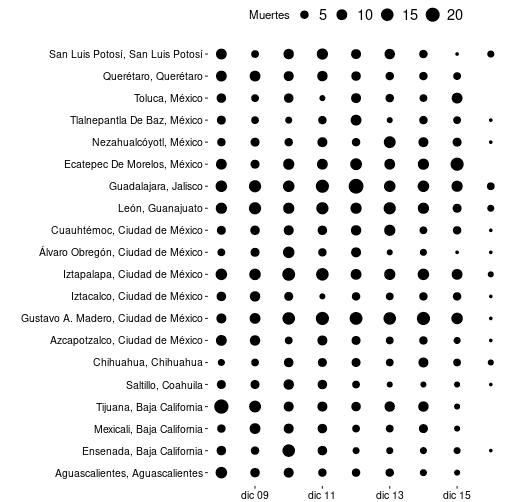 Muertes 5 10 15 20
San Luis Potosí, San Luis Potosí
Querétaro, Querétaro
Toluca, México
Tlalnepantla De Baz, México
Nezahualcóyotl, México
Ecatepec De Morelos, México
Guadalajara, Jalisco
León, Guanajuato
Cuauhtémoc, Ciudad de México
Álvaro Obregón, Ciudad de México
Iztapalapa, Ciudad de México
Iztacalco, Ciudad de México
Gustavo A. Madero, Ciudad de México
Azcapotzalco, Ciudad de México
Chihuahua, Chihuahua
Saltillo, Coahuila
Tijuana, Baja California
Mexicali, Baja California
Ensenada, Baja California
Aguascalientes, Aguascalientes
dic 09 dic 11 dic 13 dic 15